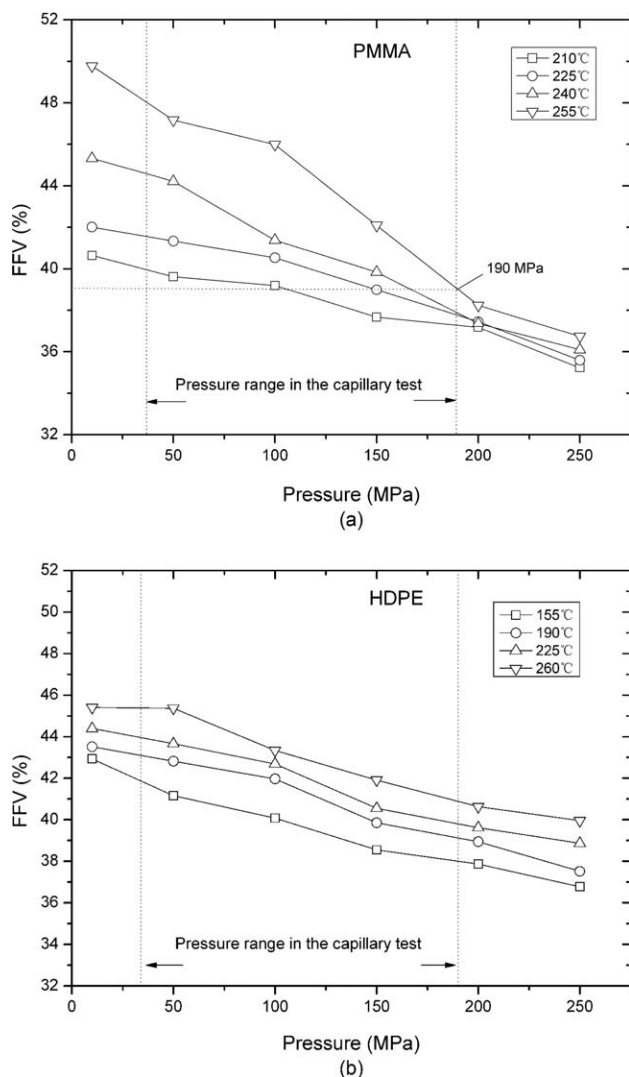 52
48
44
40
36
32
FFV (%)
PMMA
210℃
225℃
240℃
255℃
190 MPa
Pressure range in the capillary test
0 50 100 150 200 250
Pressure (MPa)
(a)
52
50
48
46
44
42
40
38
36
34
32
FFV (%)
HDPE
155℃
190℃
225℃
260℃
Pressure range in the capillary test
0 50 100 150 200 250
Pressure (MPa)
(b)